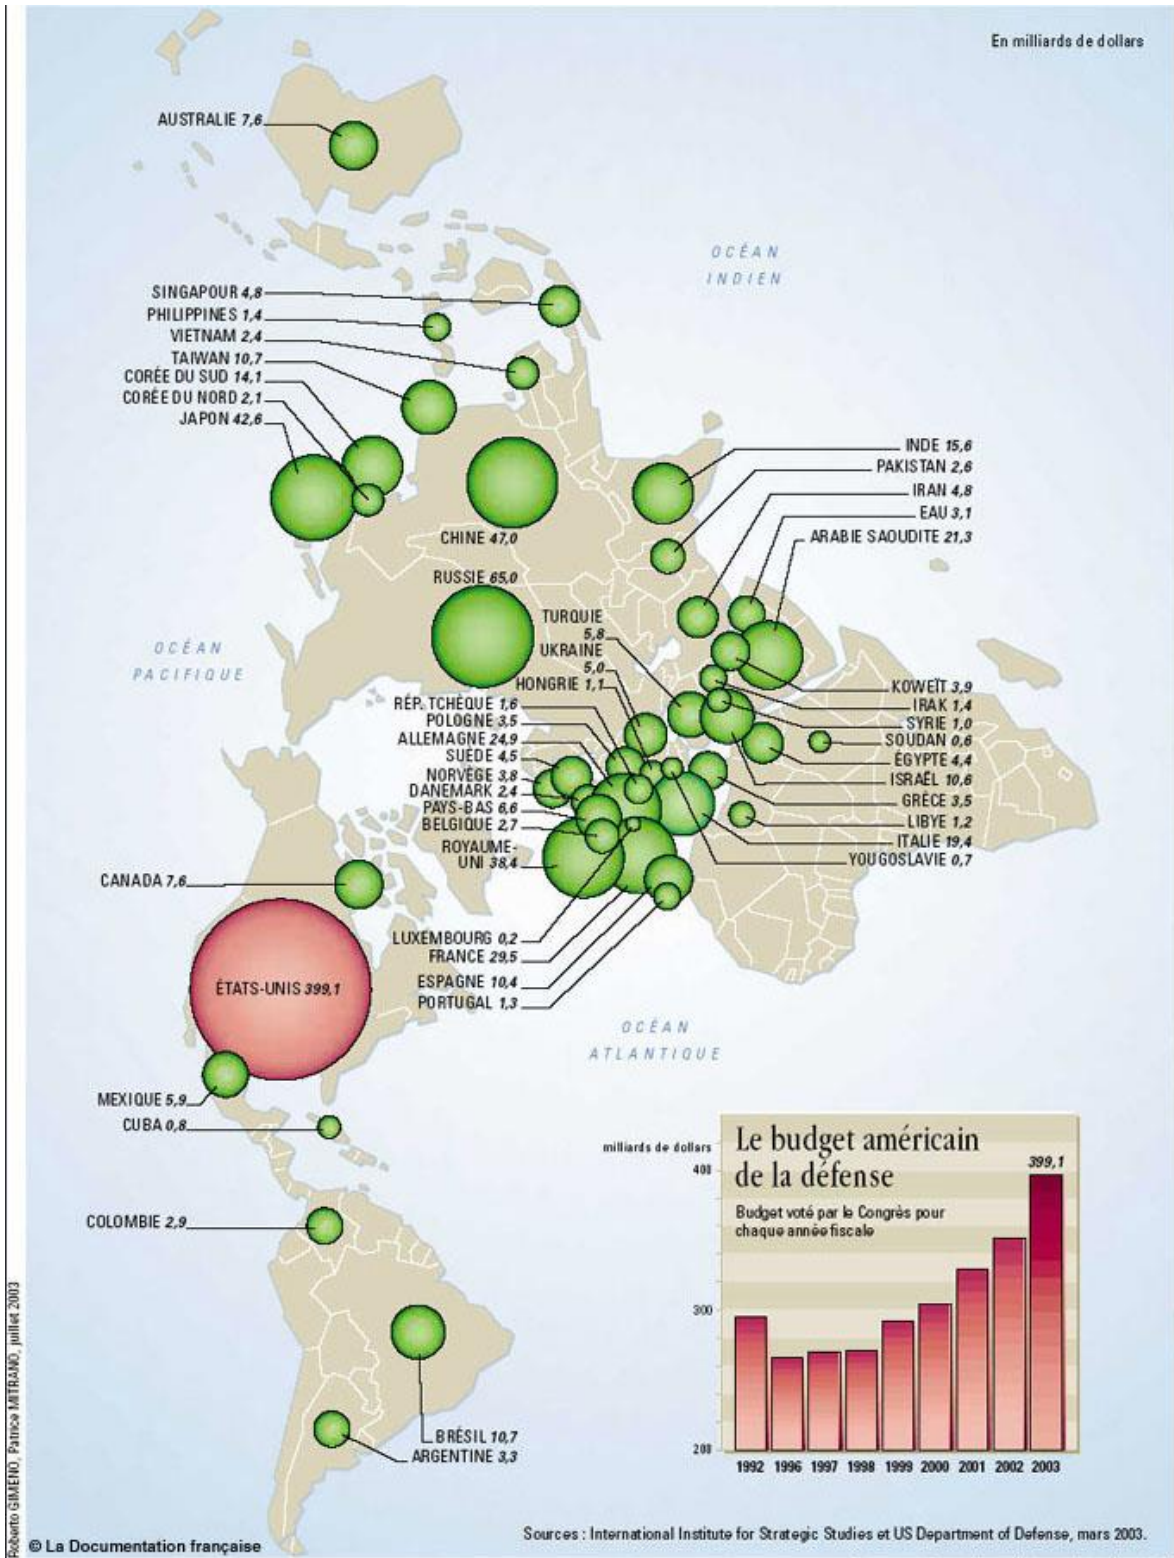 En milliards de dollars
AUSTRALIE 7,6
OCÉAN
INDIEN
SINGAPOUR 4,8
PHILIPPINES 1,4
VIETNAM 2,4
TAIWAN 10,7
CORÉE DU SUD 14,1
CORÉE DU NORD 2,1
JAPON 42,6
INDE 15,6
PAKISTAN 2,6
IRAN 4,8
EAU 3,1
ARABIE SAOUDITE 21,3
CHINE 47,0
RUSSIE 65,0
OCÉAN
PACIFIQUE
TURQUIE
5,8
UKRAINE
5,0
HONGRIE 1,1
RÉP. TCHÈQUE 1,6
POLOGNE 3,5
ALLEMAGNE 24,9
SUÈDE 4,5
NORVÈGE 3,8
DANEMARK 2,4
PAYS-BAS 6,6
BELGIQUE 2,7
ROYAUME-
UNI 38,4
KOWEÏT 3,9
IRAK 1,4
SYRIE 1,0
SOUDAN 0,6
ÉGYPTE 4,4
ISRAËL 10,6
GRÈCE 3,5
LIBYE 1,2
ITALIE 19,4
YOUGOSLAVIE 0,7
CANADA 7,6
LUXEMBOURG 0,2
FRANCE 29,5
ESPAGNE 10,4
PORTUGAL 1,3
ÉTATS-UNIS 399,1
OCÉAN
ATLANTIQUE
MEXIQUE 5,9
CUBA 0,8
COLOMBIE 2,9
BRÉSIL 10,7
ARGENTINE 3,3
milliards de dollars
Le budget américain
de la défense
Budget voté par le Congrès pour
chaque année fiscale
399,1
400
300
200
1992 1996 1997 1998 1999 2000 2001 2002 2003
Sources : International Institute for Strategic Studies et US Department of Defense, mars 2003.
Roberto GIMENO, Patrice MITRANO, juillet 2003
© La Documentation française